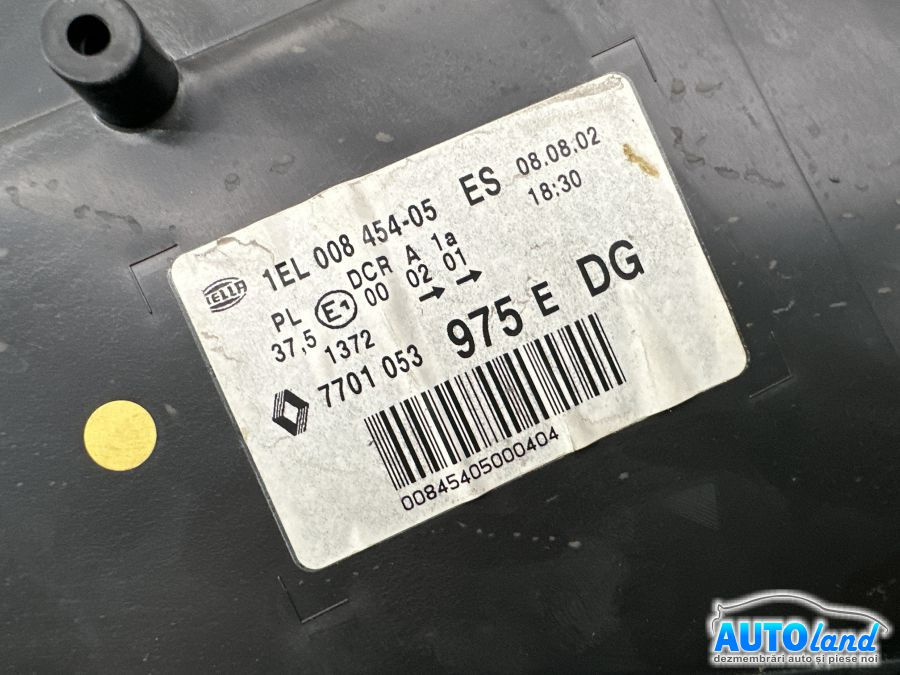 1EL 008 454-05 ES 08.08.02
18:30
HELLA
PL DCR A 1a
37,5 E1 00 02 01
1372 → →
7701 053 975 E DG
00845405000404
AUTOland
dezmembrări auto și piese noi